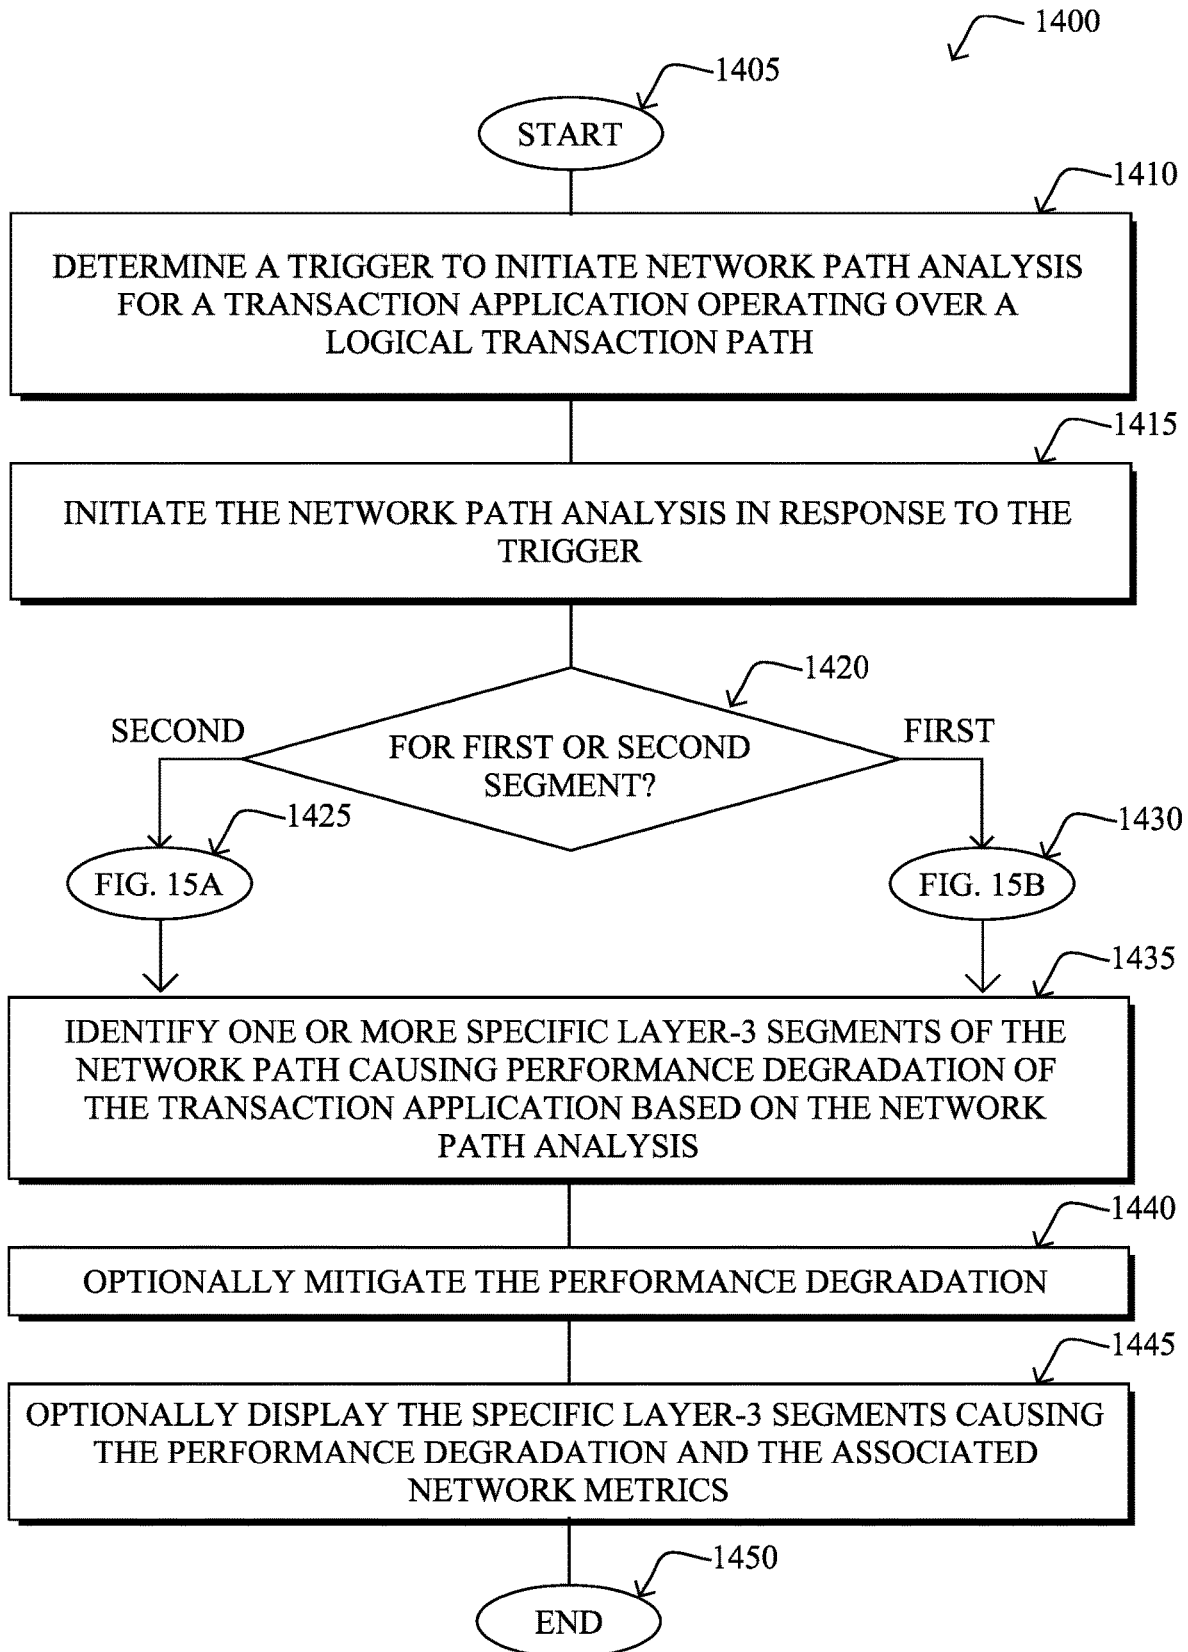 1400
1405
START
1410
DETERMINE A TRIGGER TO INITIATE NETWORK PATH ANALYSIS
FOR A TRANSACTION APPLICATION OPERATING OVER A
LOGICAL TRANSACTION PATH
1415
INITIATE THE NETWORK PATH ANALYSIS IN RESPONSE TO THE
TRIGGER
1420
SECOND
FIRST
FOR FIRST OR SECOND
SEGMENT?
1425
1430
FIG. 15A
FIG. 15B
1435
IDENTIFY ONE OR MORE SPECIFIC LAYER-3 SEGMENTS OF THE
NETWORK PATH CAUSING PERFORMANCE DEGRADATION OF
THE TRANSACTION APPLICATION BASED ON THE NETWORK
PATH ANALYSIS
1440
OPTIONALLY MITIGATE THE PERFORMANCE DEGRADATION
1445
OPTIONALLY DISPLAY THE SPECIFIC LAYER-3 SEGMENTS CAUSING
THE PERFORMANCE DEGRADATION AND THE ASSOCIATED
NETWORK METRICS
1450
END